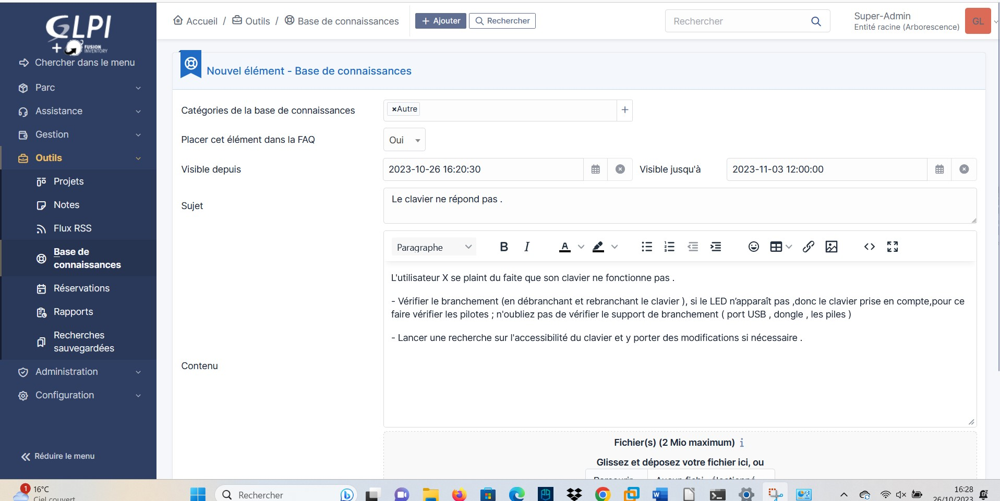 GLPI
+ FUSION
INVENTORY
Chercher dans le menu
Parc
Assistance
Gestion
Outils
Projets
Notes
Flux RSS
Base de
connaissances
Réservations
Rapports
Recherches
sauvegardées
Administration
Configuration
Réduire le menu
Accueil / Outils / Base de connaissances
+ Ajouter
Rechercher
Rechercher
Super-Admin
Entité racine (Arborescence)
GL
Nouvel élément - Base de connaissances
Catégories de la base de connaissances
×Autre
+
Placer cet élément dans la FAQ
Oui
Visible depuis
2023-10-26 16:20:30
Visible jusqu'à
2023-11-03 12:00:00
Sujet
Le clavier ne répond pas .
Paragraphe
B I A
Contenu
L'utilisateur X se plaint du faite que son clavier ne fonctionne pas .
- Vérifier le branchement (en débranchant et rebranchant le clavier ), si le LED n’apparaît pas ,donc le clavier prise en compte,pour ce
faire vérifier les pilotes ; n'oubliez pas de vérifier le support de branchement ( port USB , dongle , les piles )
- Lancer une recherche sur l'accessibilité du clavier et y porter des modifications si nécessaire .
Fichier(s) (2 Mio maximum) i
Glissez et déposez votre fichier ici, ou
1
16°C
Ciel couvert
Rechercher
16:28
26/10/2023